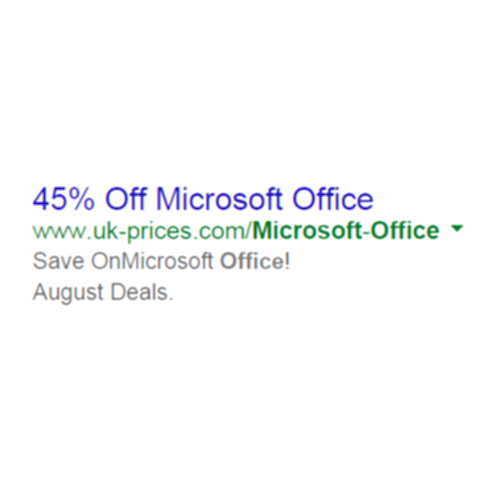 45% Off Microsoft Office
www.uk-prices.com/Microsoft-Office
Save OnMicrosoft Office!
August Deals.